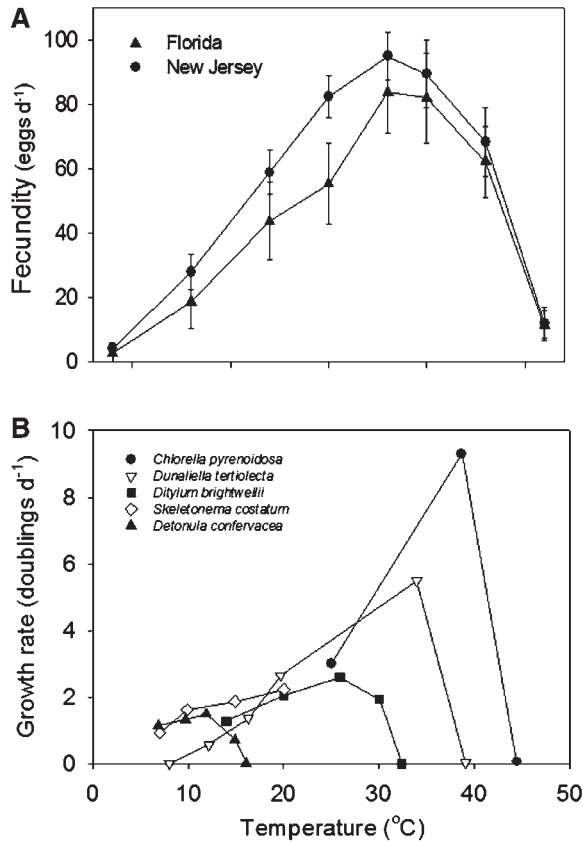 A
Florida
New Jersey
100
80
60
40
20
0
Fecundity (eggs d-1)
B
Chlorella pyrenoidosa
Dunaliella tertiolecta
Ditylum brightwellii
Skeletonema costatum
Detonula confervacea
10
8
6
4
2
0
Growth rate (doublings d-1)
0 10 20 30 40 50
Temperature (°C)